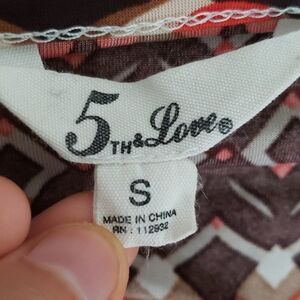 5TH & Love®
S
MADE IN CHINA
RN : 112932